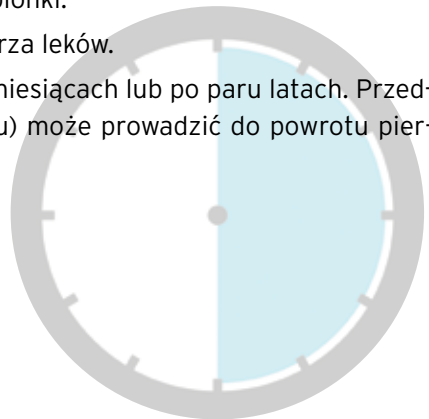 rza leków.
niesiącach lub po paru latach. Przed-
u) może prowadzić do powrotu pier-